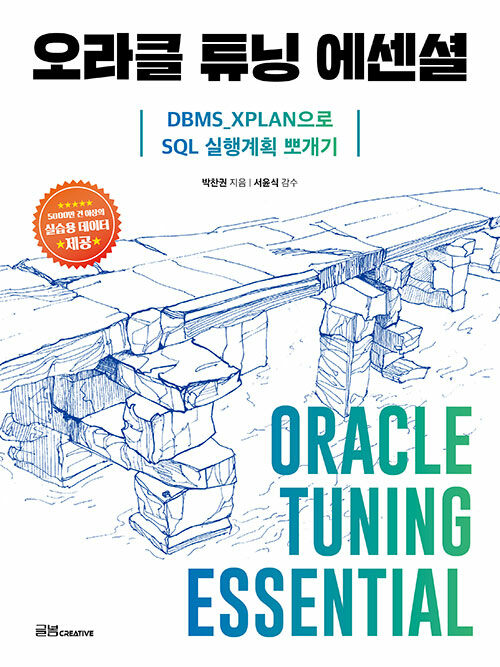 오라클 튜닝 에센셜
DBMS_XPLAN으로
SQL 실행계획 뽀개기
박찬권 지음 | 서윤식 감수
★★★★★
5000만 건 이상의
실습용 데이터
★제공★
ORACLE
TUNING
ESSENTIAL
글봄 CREATIVE